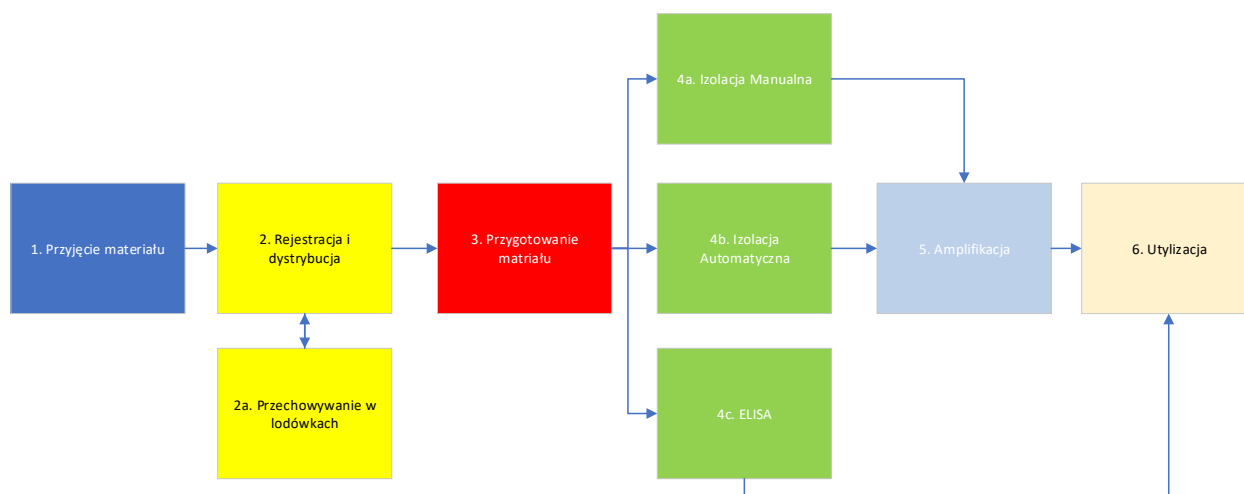 4a. Izolacja Manualna
1. Przyjęcie materiału
2. Rejestracja i
dystrybucja
3. Przygotowanie
matriału
4b. Izolacja
Automatyczna
5. Amplifikacja
6. Utylizacja
2a. Przechowywanie w
lodówkach
4c. ELISA